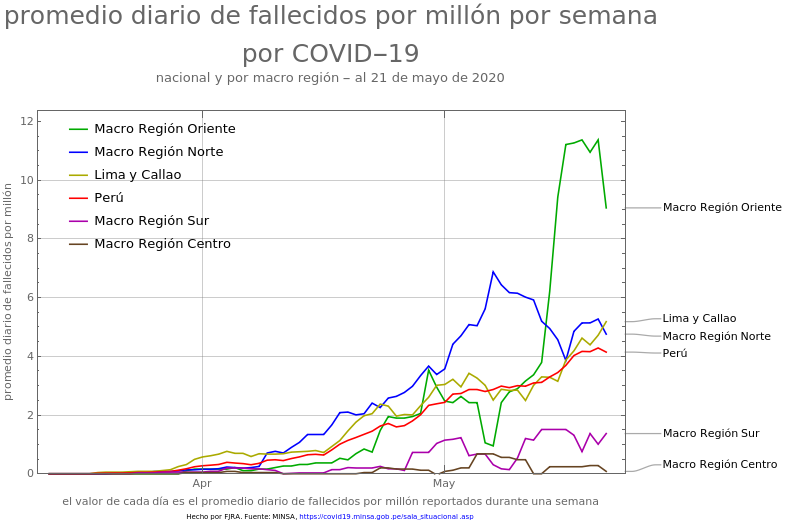 promedio diario de fallecidos por millón por semana
por COVID−19
nacional y por macro región − al 21 de mayo de 2020
promedio diario de fallecidos por millón
12
10
8
6
4
2
0
Macro Región Oriente
Macro Región Norte
Lima y Callao
Perú
Macro Región Sur
Macro Región Centro
Macro Región Oriente
Lima y Callao
Macro Región Norte
Perú
Macro Región Sur
Macro Región Centro
Apr
May
el valor de cada día es el promedio diario de fallecidos por millón reportados durante una semana
Hecho por FJRA. Fuente: MINSA, https://covid19.minsa.gob.pe/sala_situacional .asp